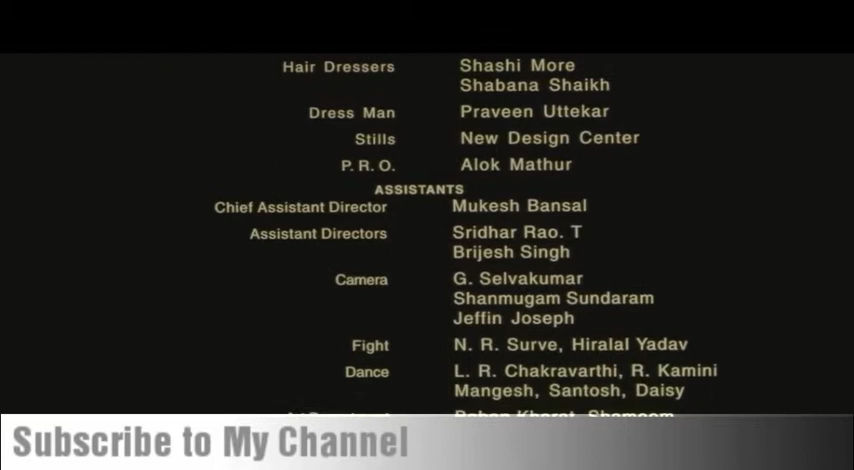 Hair Dressers Shashi More
Shabana Shaikh
Dress Man Praveen Uttekar
Stills New Design Center
P. R. O. Alok Mathur
ASSISTANTS
Chief Assistant Director Mukesh Bansal
Assistant Directors Sridhar Rao. T
Brijesh Singh
Camera G. Selvakumar
Shanmugam Sundaram
Jeffin Joseph
Fight N. R. Surve, Hiralal Yadav
Dance L. R. Chakravarthi, R. Kamini
Mangesh, Santosh, Daisy
Shameem
Subscribe to My Channel